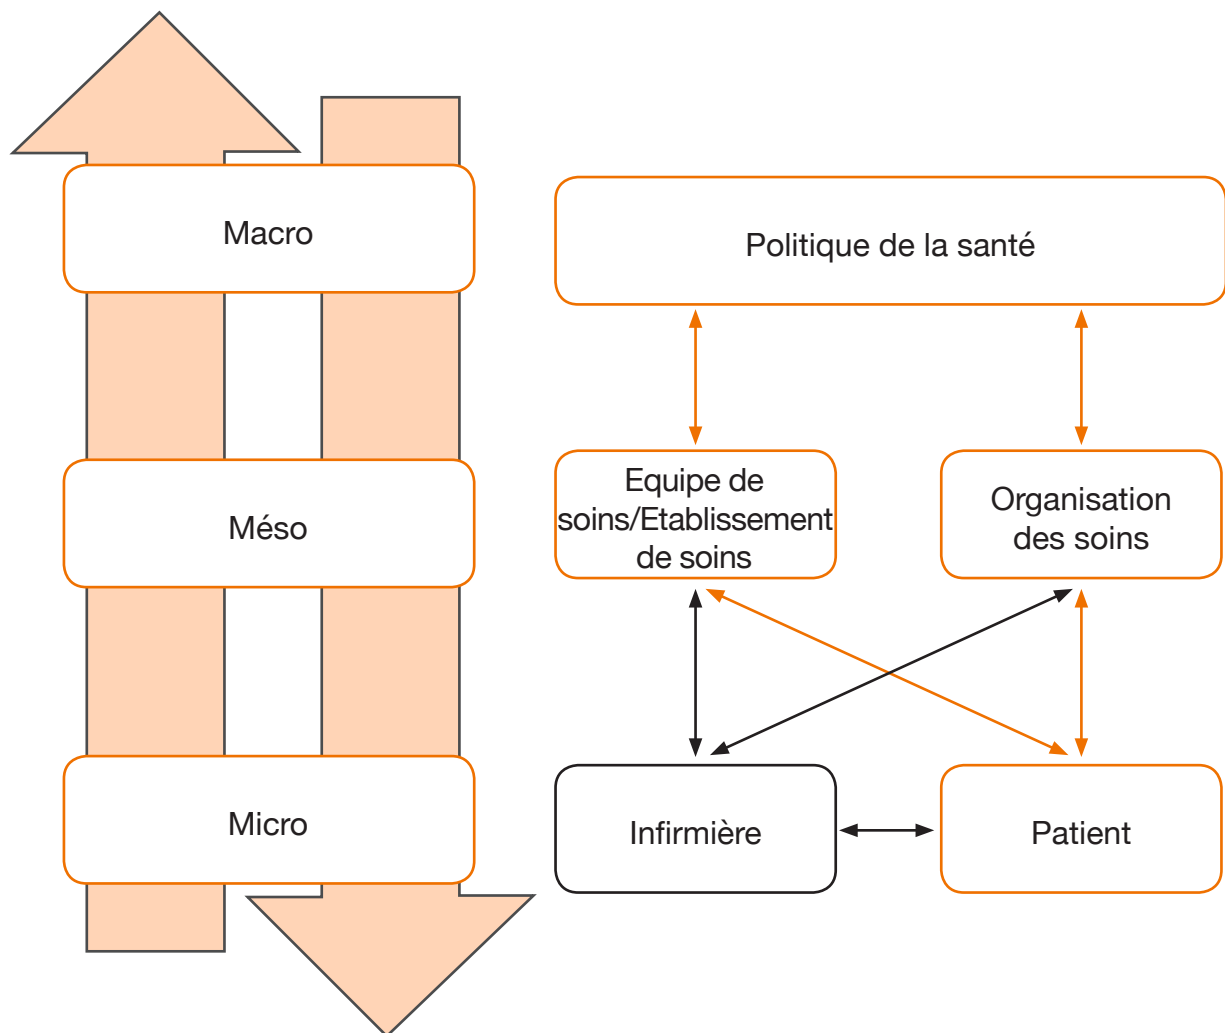 Macro
Politique de la santé
Méso
Equipe de
soins/Etablissement
de soins
Organisation
des soins
Micro
Infirmière
Patient